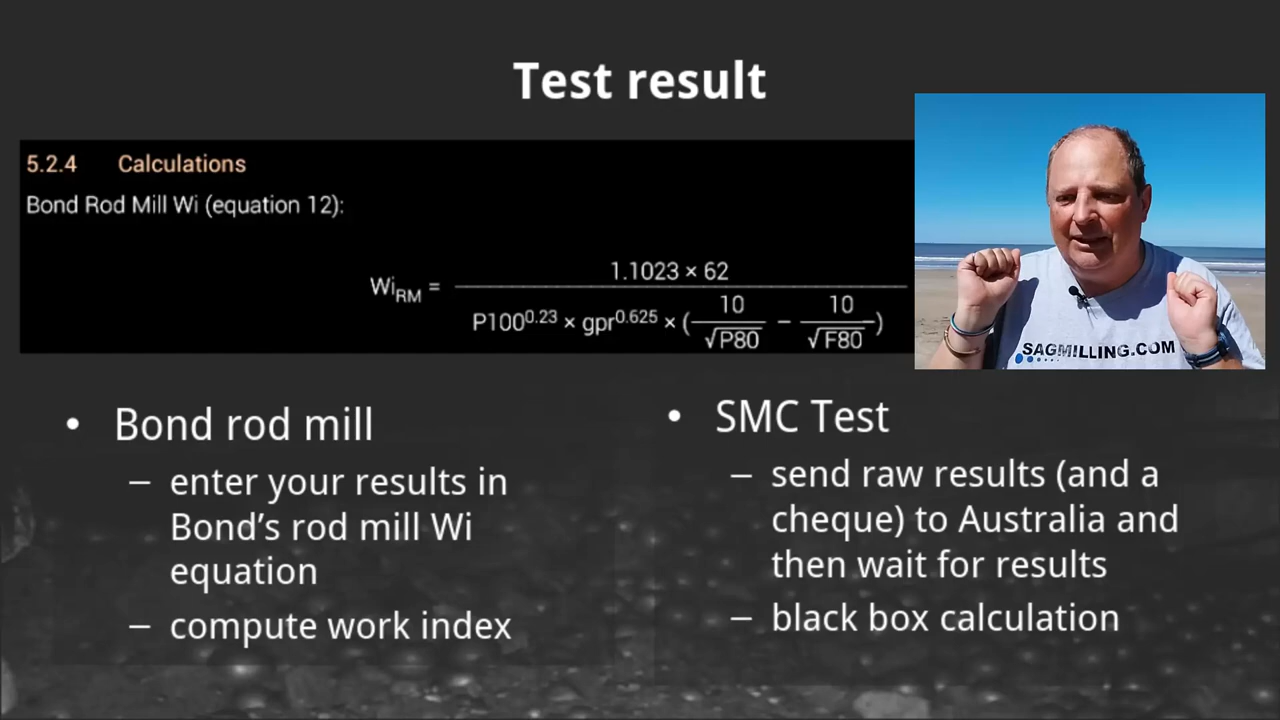 Test result
5.2.4 Calculations
Bond Rod Mill Wi (equation 12):
Wi_RM = 1.1023 × 62 / (P100^0.23 × gpr^0.625 × (10/√P80 − 10/√F80))
SAGMILLING.COM
• Bond rod mill
– enter your results in
Bond’s rod mill Wi
equation
– compute work index
• SMC Test
– send raw results (and a
cheque) to Australia and
then wait for results
– black box calculation